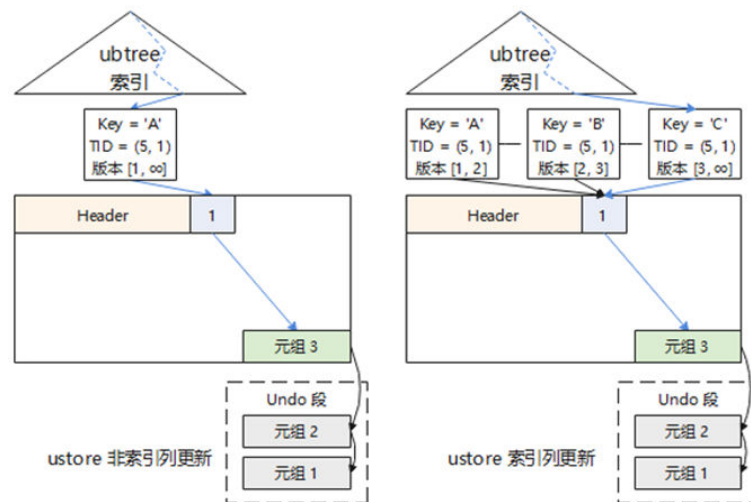 ubtree
索引
Key = 'A'
TID = (5, 1)
版本 [1, ∞]
Header
1
元组 3
Undo 段
元组 2
元组 1
ustore 非索引列更新
ubtree
索引
Key = 'A'
TID = (5, 1)
版本 [1, 2]
Key = 'B'
TID = (5, 1)
版本 [2, 3]
Key = 'C'
TID = (5, 1)
版本 [3, ∞]
Header
1
元组 3
Undo 段
元组 2
元组 1
ustore 索引列更新